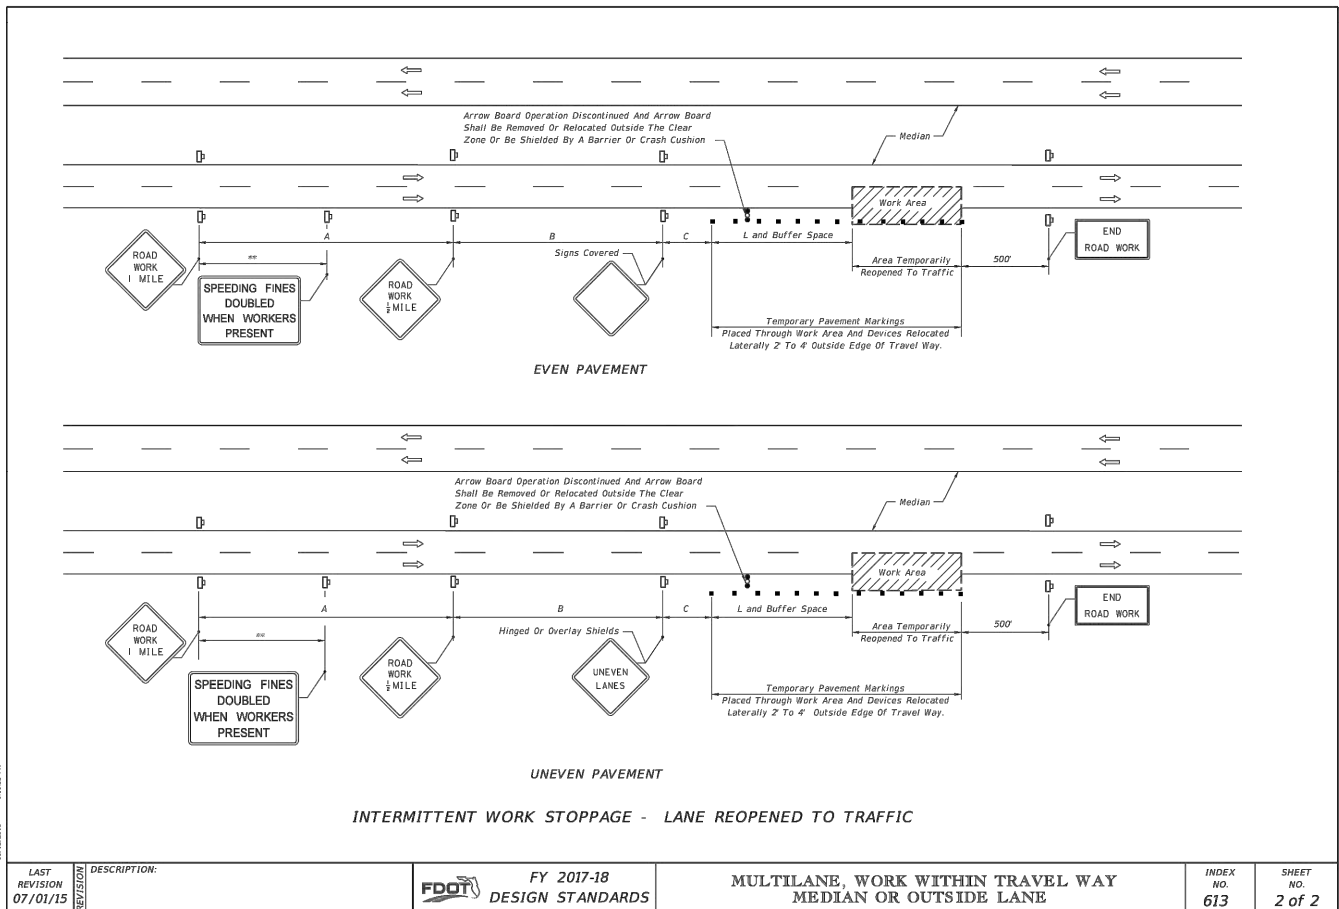 Arrow Board Operation Discontinued And Arrow Board
Shall Be Removed Or Relocated Outside The Clear
Zone Or Be Shielded By A Barrier Or Crash Cushion
Median
Work Area
A
B
C
L and Buffer Space
**
Signs Covered
Area Temporarily
Reopened To Traffic
500'
END
ROAD WORK
ROAD
WORK
1 MILE
SPEEDING FINES
DOUBLED
WHEN WORKERS
PRESENT
ROAD
WORK
½ MILE
Temporary Pavement Markings
Placed Through Work Area And Devices Relocated
Laterally 2' To 4' Outside Edge Of Travel Way.
EVEN PAVEMENT
Arrow Board Operation Discontinued And Arrow Board
Shall Be Removed Or Relocated Outside The Clear
Zone Or Be Shielded By A Barrier Or Crash Cushion
Median
Work Area
A
B
C
L and Buffer Space
**
Hinged Or Overlay Shields
Area Temporarily
Reopened To Traffic
500'
END
ROAD WORK
ROAD
WORK
1 MILE
SPEEDING FINES
DOUBLED
WHEN WORKERS
PRESENT
ROAD
WORK
½ MILE
UNEVEN
LANES
Temporary Pavement Markings
Placed Through Work Area And Devices Relocated
Laterally 2' To 4' Outside Edge Of Travel Way.
UNEVEN PAVEMENT
INTERMITTENT WORK STOPPAGE - LANE REOPENED TO TRAFFIC
LAST
REVISION
07/01/15
REVISION
DESCRIPTION:
FDOT
FY 2017-18
DESIGN STANDARDS
MULTILANE, WORK WITHIN TRAVEL WAY
MEDIAN OR OUTSIDE LANE
INDEX
NO.
613
SHEET
NO.
2 of 2